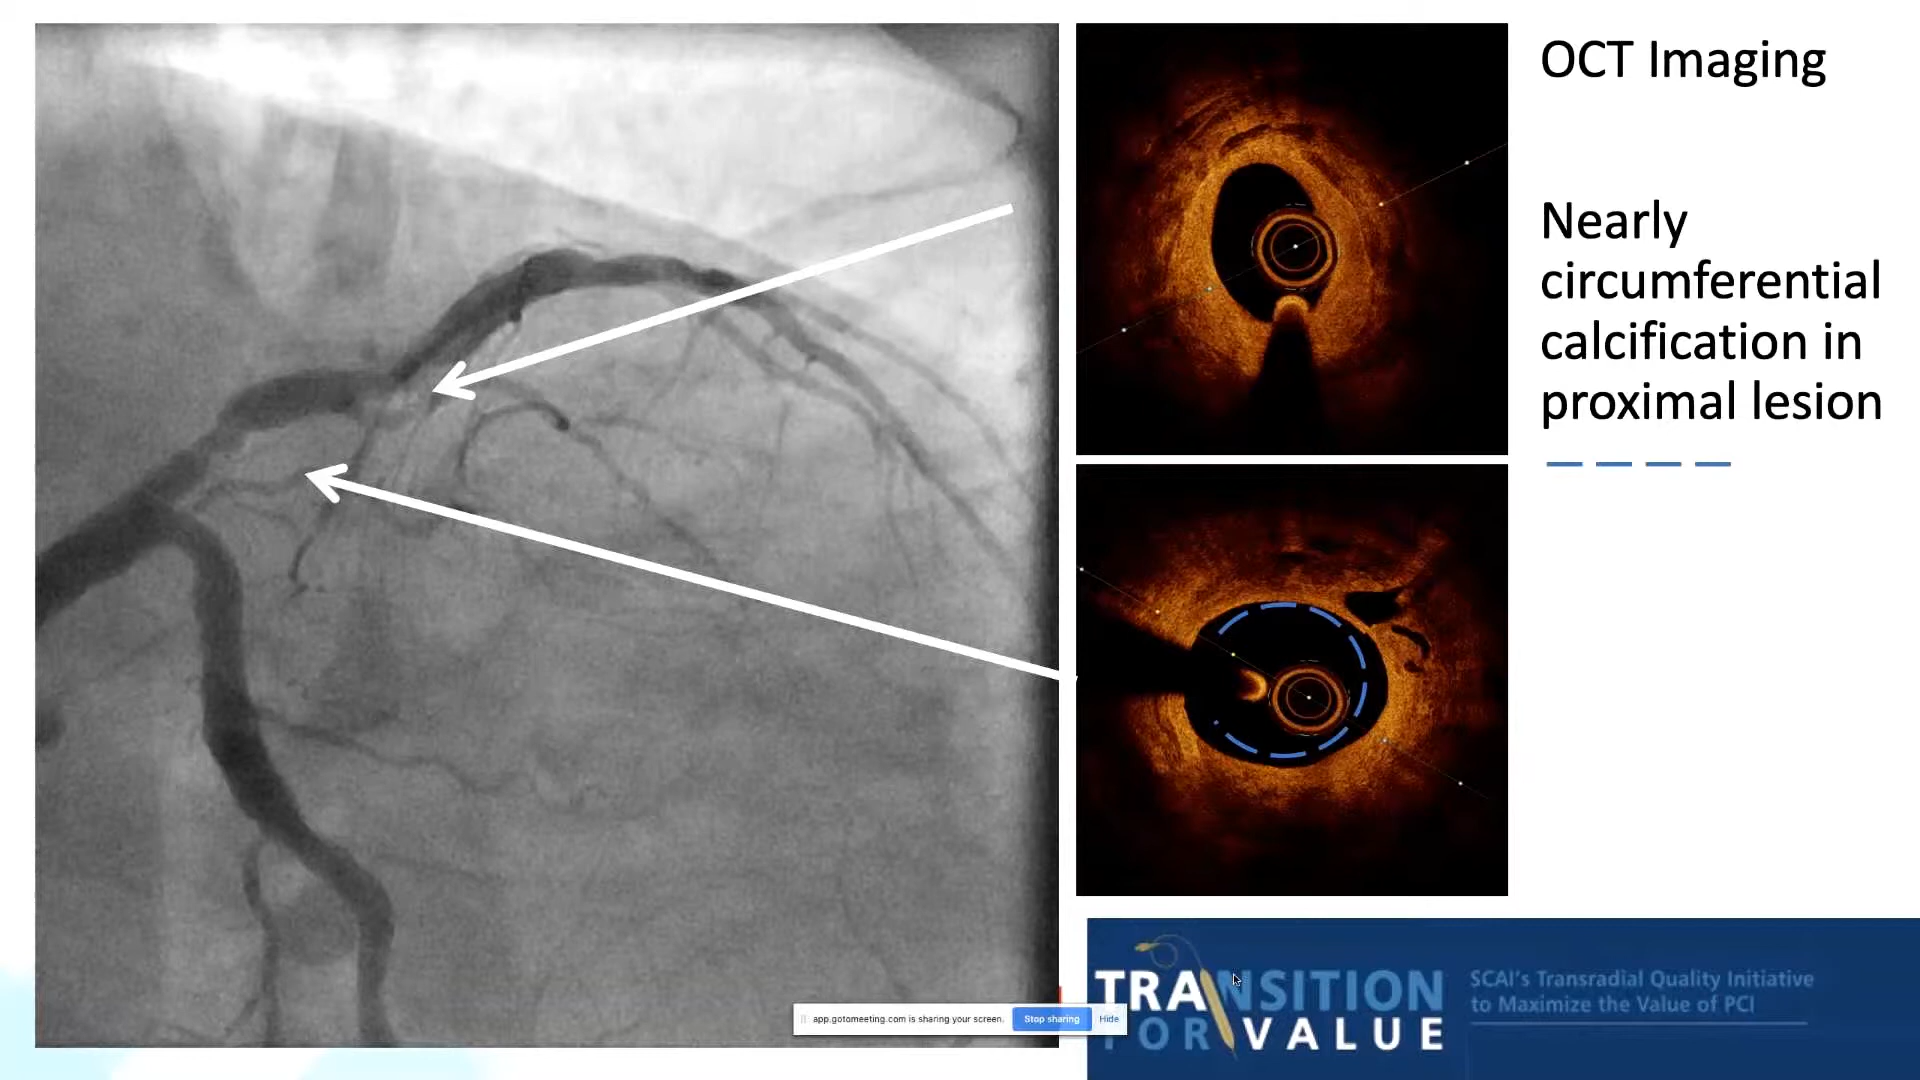 OCT Imaging
Nearly
circumferential
calcification in
proximal lesion
app.gotomeeting.com is sharing your screen.
Stop sharing
Hide
TRANSITION
FOR VALUE
SCAI's Transradial Quality Initiative
to Maximize the Value of PCI